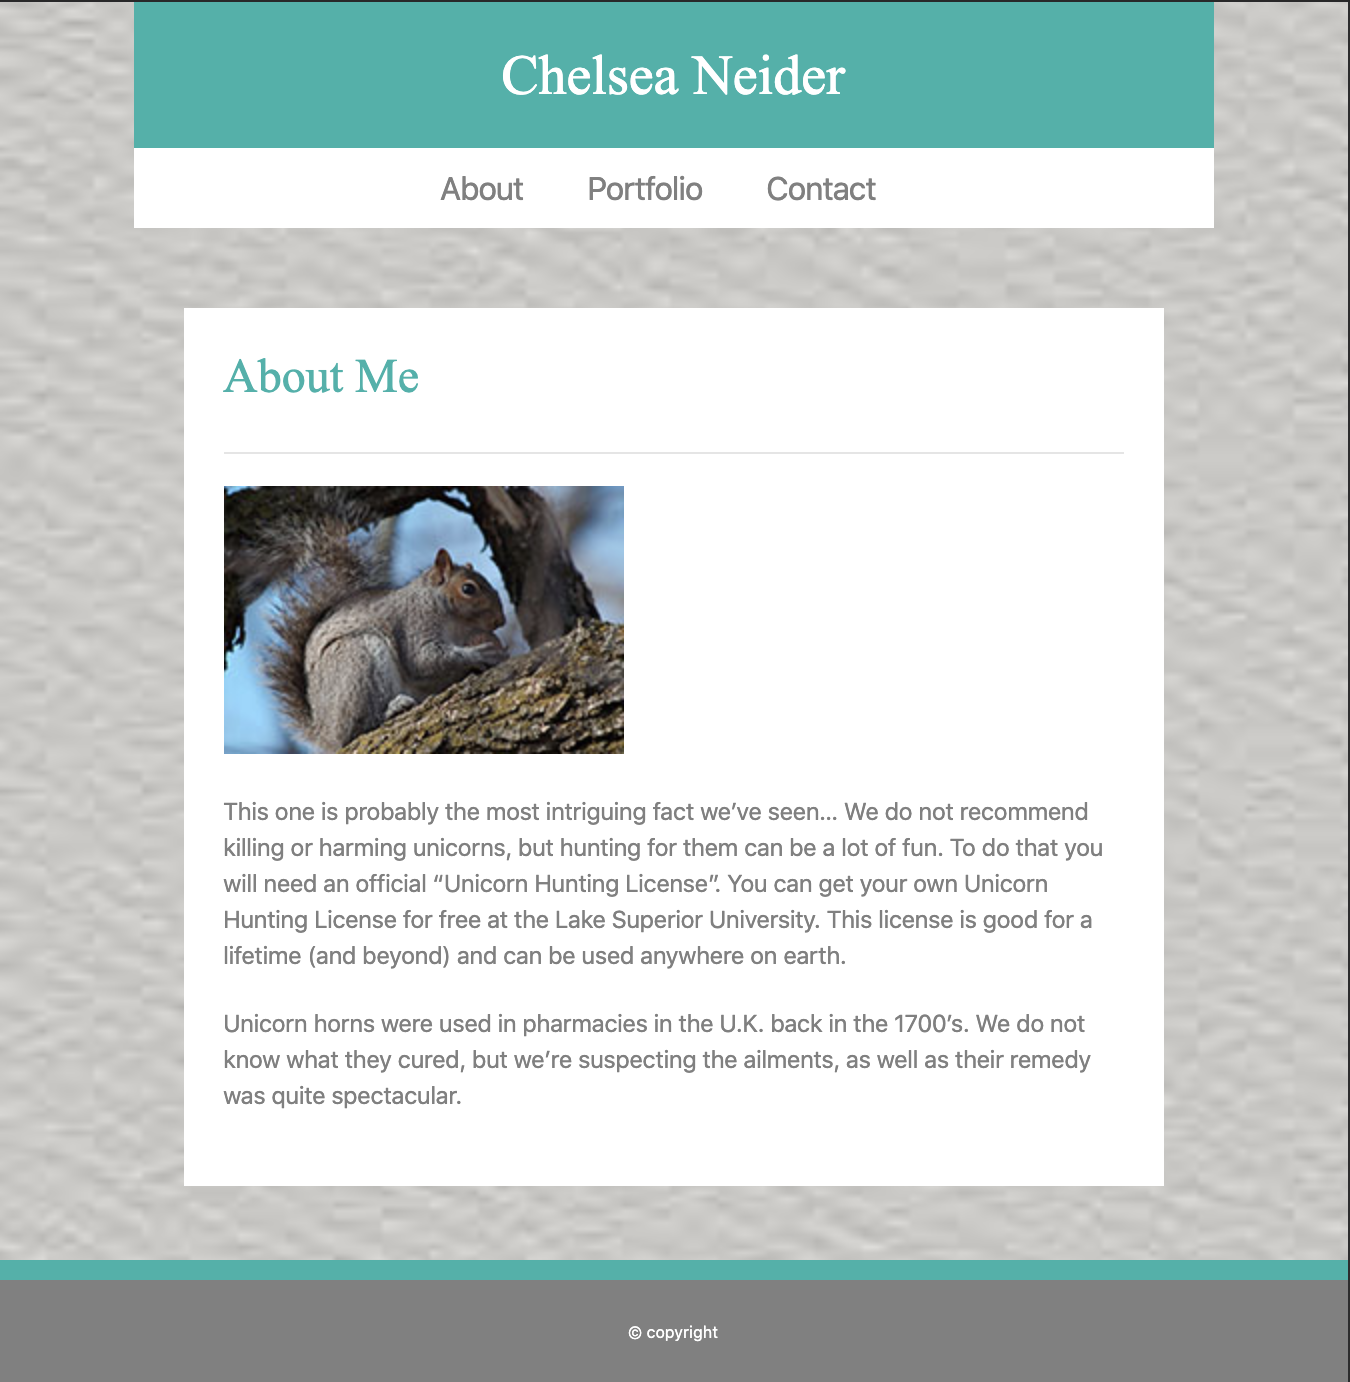 Chelsea Neider
About Portfolio Contact
About Me
This one is probably the most intriguing fact we’ve seen... We do not recommend
killing or harming unicorns, but hunting for them can be a lot of fun. To do that you
will need an official “Unicorn Hunting License”. You can get your own Unicorn
Hunting License for free at the Lake Superior University. This license is good for a
lifetime (and beyond) and can be used anywhere on earth.
Unicorn horns were used in pharmacies in the U.K. back in the 1700’s. We do not
know what they cured, but we’re suspecting the ailments, as well as their remedy
was quite spectacular.
© copyright